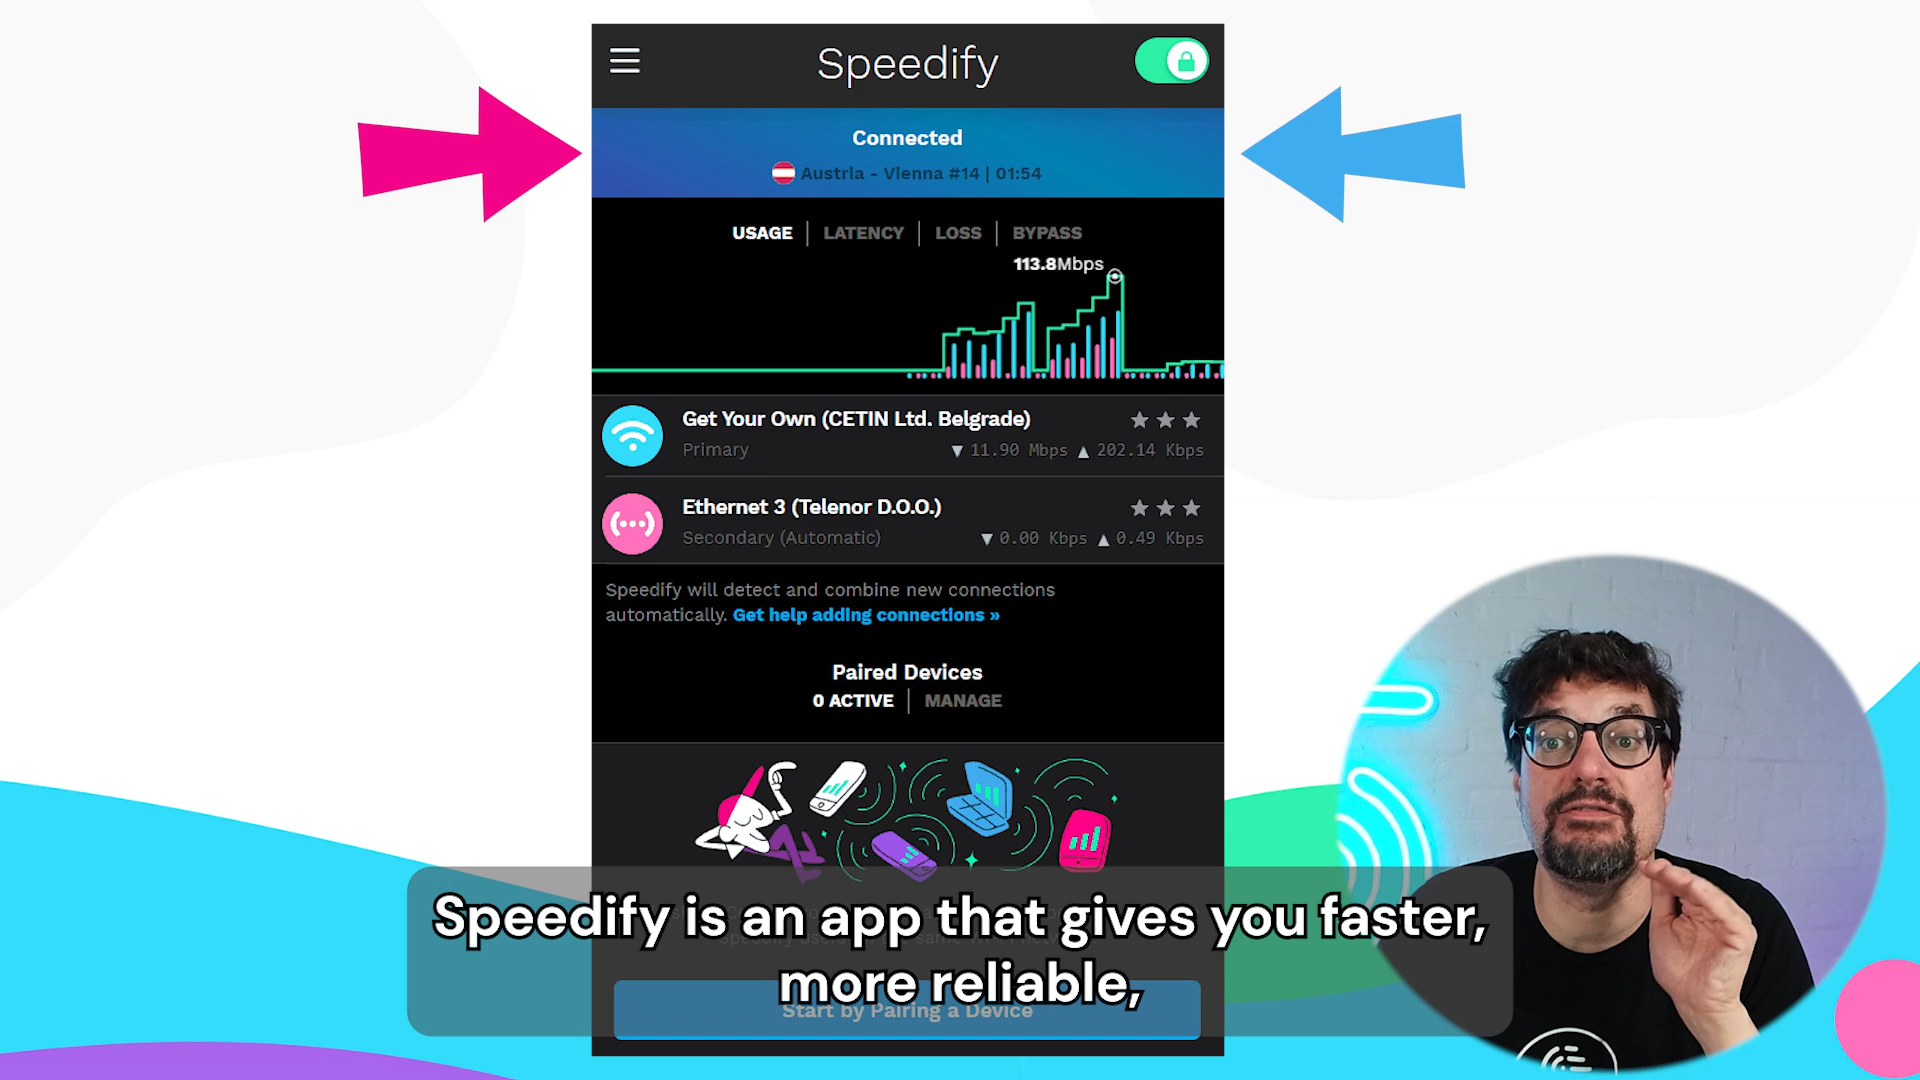 Speedify
Connected
Austria - Vienna #14 | 01:54
USAGE | LATENCY | LOSS | BYPASS
113.8Mbps
Get Your Own (CETIN Ltd. Belgrade)
Primary ▼ 11.90 Mbps ▲ 202.14 Kbps
Ethernet 3 (Telenor D.O.O.)
Secondary (Automatic) ▼ 0.00 Kbps ▲ 0.49 Kbps
Speedify will detect and combine new connections
automatically. Get help adding connections »
Paired Devices
0 ACTIVE | MANAGE
Speedify is an app that gives you faster,
more reliable,
Start by Pairing a Device